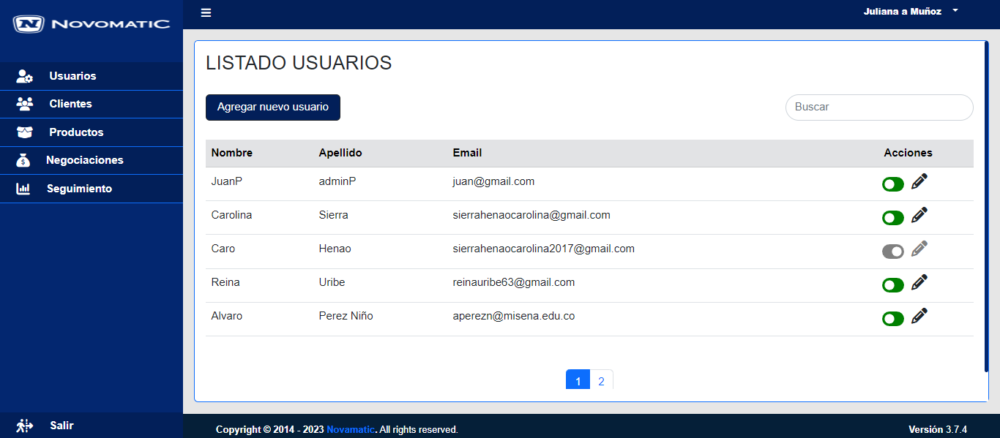 NOVOMATIC
Juliana a Muñoz
Usuarios
Clientes
Productos
Negociaciones
Seguimiento
Salir
LISTADO USUARIOS
Agregar nuevo usuario
Buscar
Nombre Apellido Email Acciones
JuanP adminP juan@gmail.com
Carolina Sierra sierrahenaocarolina@gmail.com
Caro Henao sierrahenaocarolina2017@gmail.com
Reina Uribe reinauribe63@gmail.com
Alvaro Perez Niño aperezn@misena.edu.co
1 2
Copyright © 2014 - 2023 Novamatic. All rights reserved. Versión 3.7.4